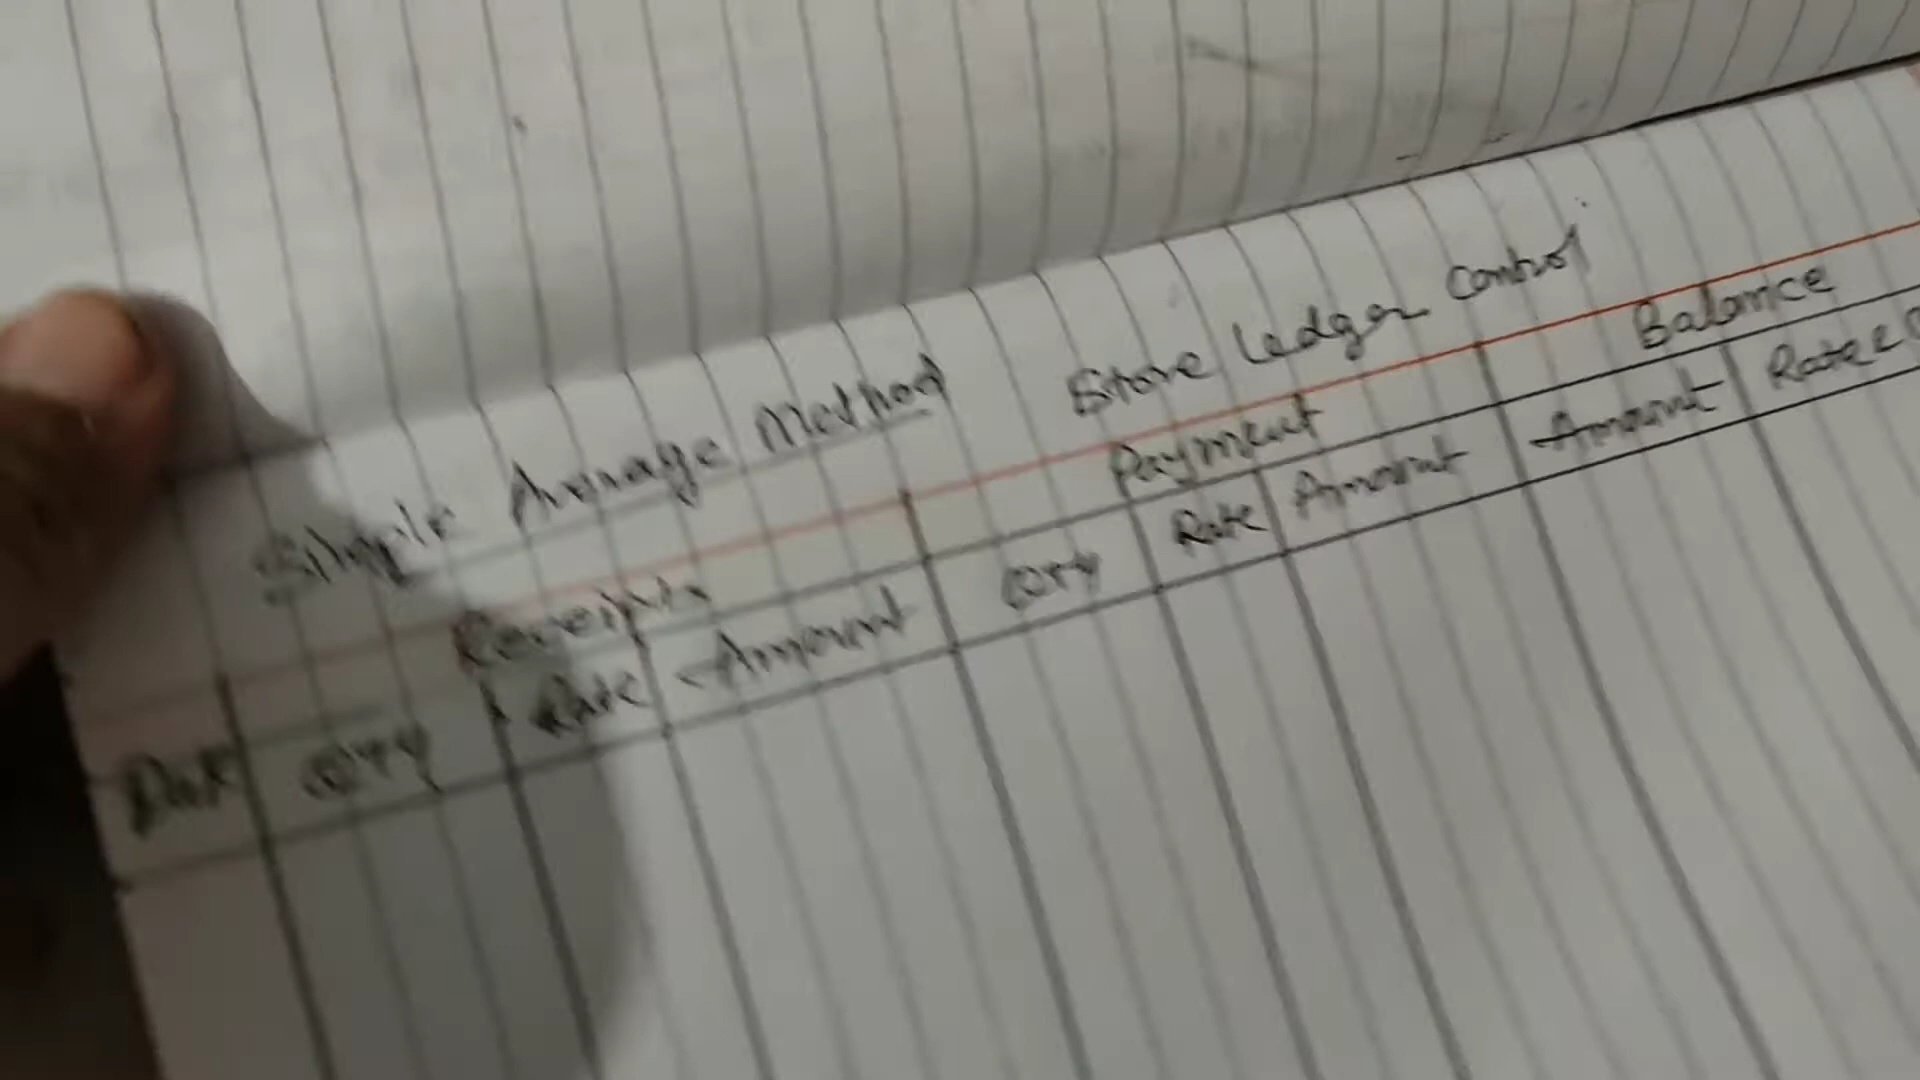 Simple Average Method Store Ledger Control
Receipts Payment Balance
Date QTY Rate Amount QTY Rate Amount Amount Rate